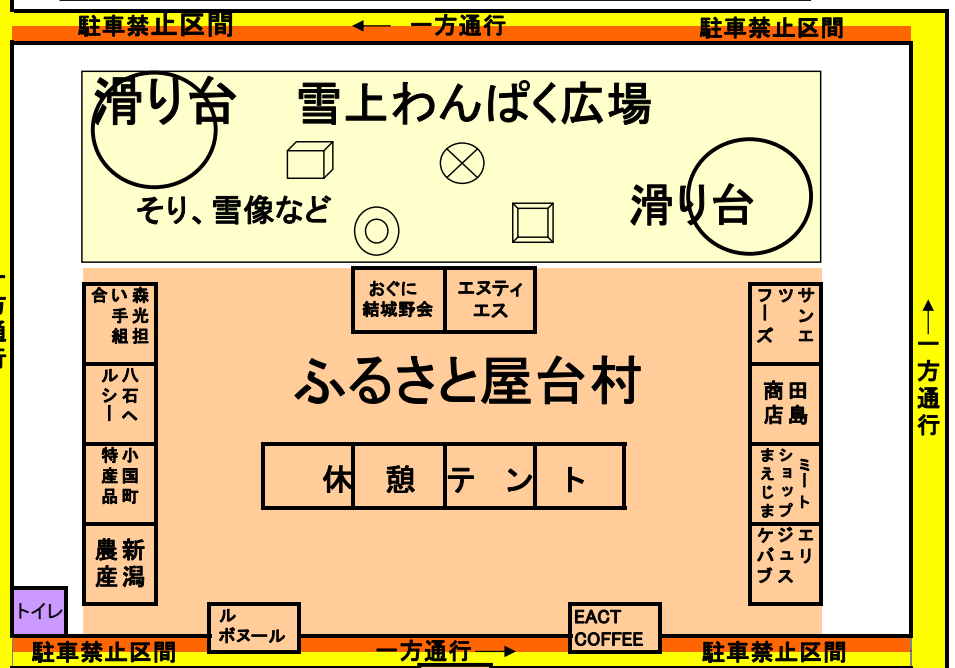 駐車禁止区間
← 一方通行
駐車禁止区間
滑り台
雪上わんぱく広場
そり、雪像など
滑り台
一方通行
おぐに
結城野会
エヌティ
エス
森光担
い手組
合
サンエ
ツ
フーズ
←一方通行
ふるさと屋台村
八石へ
ルシー
田島
商店
休憩テント
小国町
特産品
ミート
ショップ
まえじま
新潟
農産
エリ
ジュス
ケバブ
トイレ
ル
ボヌール
EACT
COFFEE
駐車禁止区間
一方通行→
駐車禁止区間